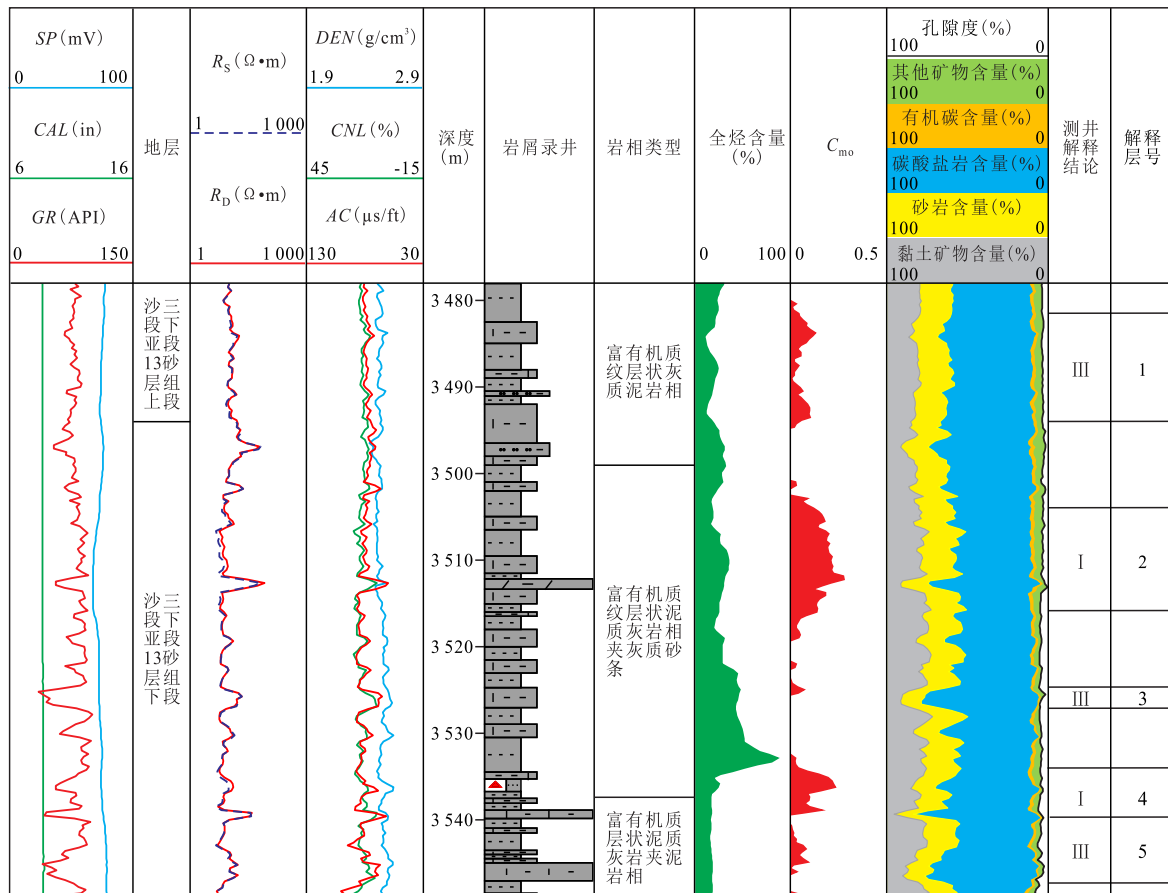 SP(mV)
0 100
CAL(in)
6 16
GR(API)
0 150
地层
R_S(Ω•m)
1 1 000
R_D(Ω•m)
1 1 000
DEN(g/cm³)
1.9 2.9
CNL(%)
45 -15
AC(μs/ft)
130 30
深度
(m)
岩屑录井
岩相类型
全烃含量
(%)
0 100
C_mo
0 0.5
孔隙度(%)
100 0
其他矿物含量(%)
100 0
有机碳含量(%)
100 0
碳酸盐岩含量(%)
100 0
砂岩含量(%)
100 0
黏土矿物含量(%)
100 0
测井
解释
结论
解释
层号
沙三
段下
亚段
13砂
层组
上段
沙三
段下
亚段
13砂
层组
下段
3 480
3 490
3 500
3 510
3 520
3 530
3 540
富有机质
纹层状灰
质泥岩相
富有机质
纹层状泥
质灰岩相
夹灰质砂
条
富有机质
层状泥质
灰岩夹泥
岩相
III 1
I 2
III 3
I 4
III 5